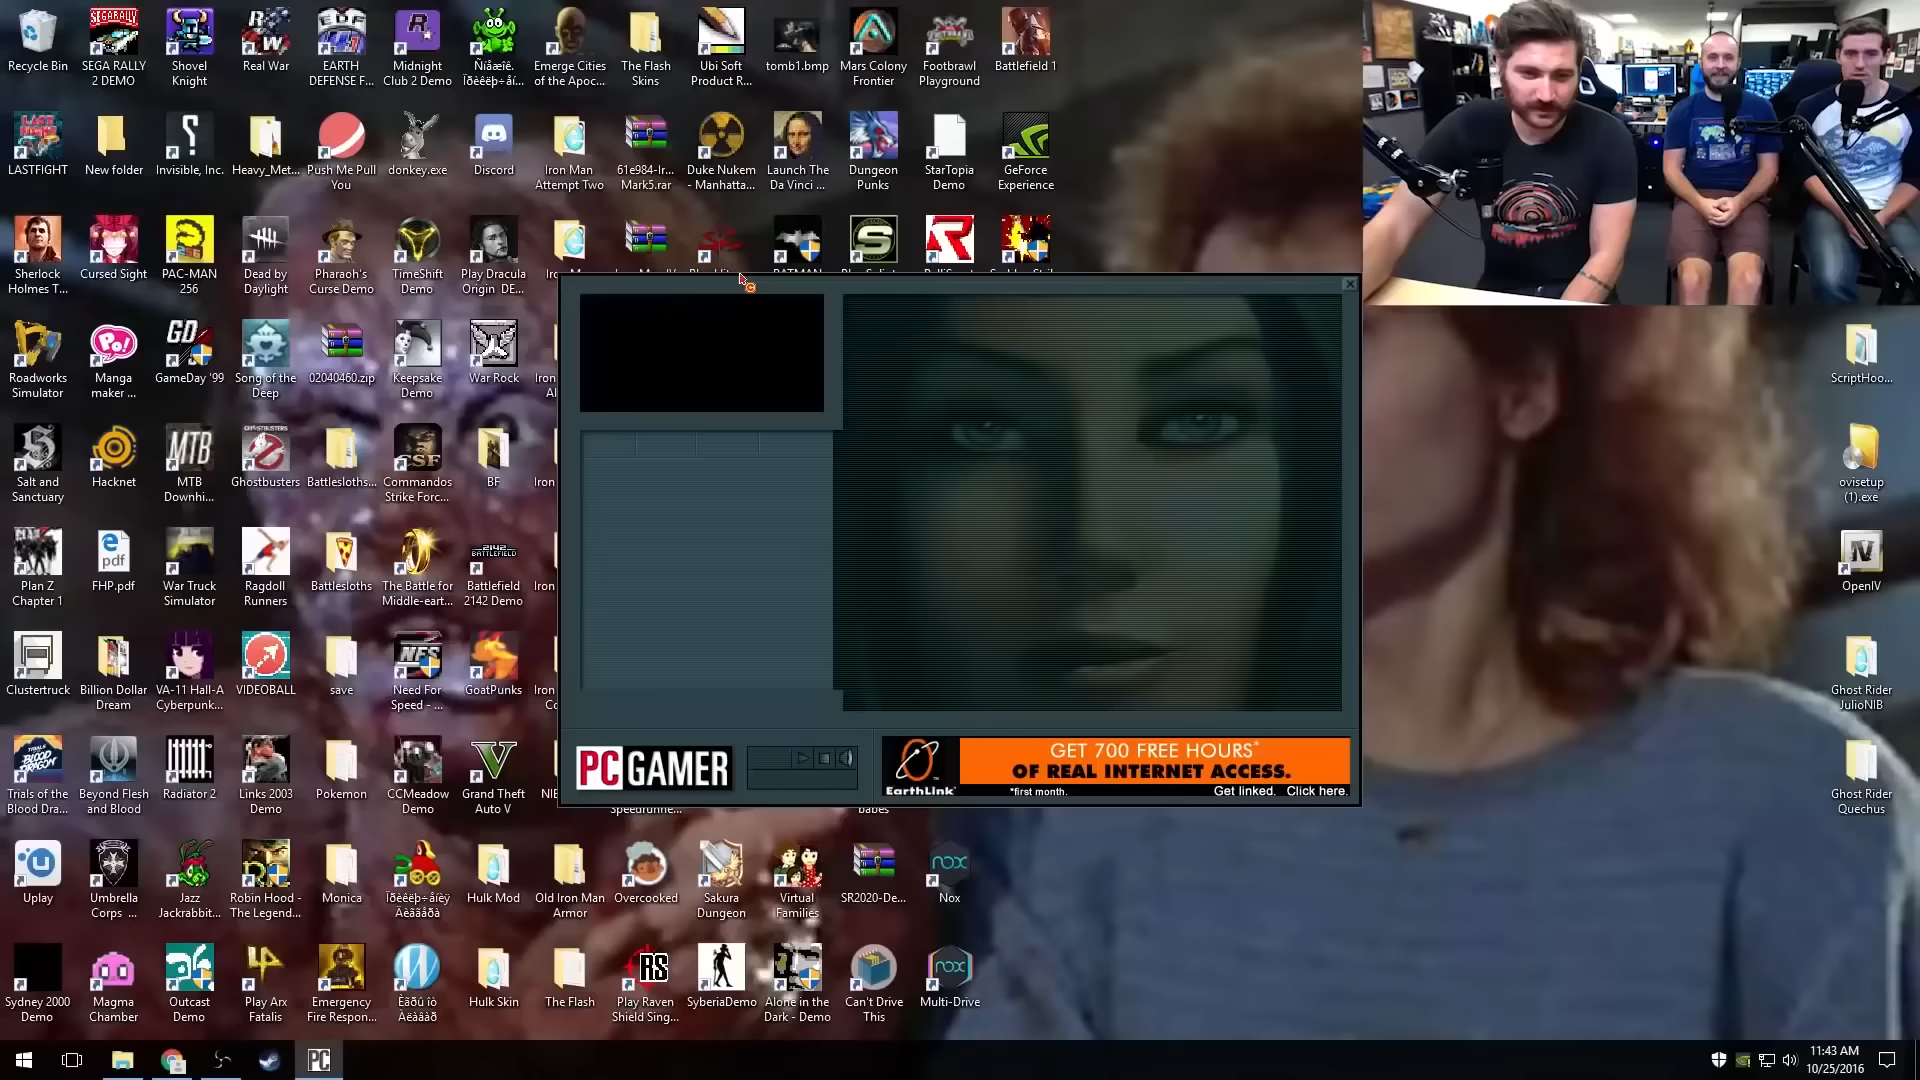 Recycle Bin
SEGA RALLY
2 DEMO
Shovel
Knight
Real War
EARTH
DEFENSE F...
Midnight
Club 2 Demo
Ñíåæíîê.
Ïðèêëþ÷åí...
Emerge Cities
of the Apoc...
The Flash
Skins
Ubi Soft
Product R...
tomb1.bmp
Mars Colony
Frontier
Footbrawl
Playground
Battlefield 1
LASTFIGHT
New folder
Invisible, Inc.
Heavy_Met...
Push Me Pull
You
donkey.exe
Discord
Iron Man
Attempt Two
61e984-Ir...
Mark5.rar
Duke Nukem
- Manhatta...
Launch The
Da Vinci ...
Dungeon
Punks
StarTopia
Demo
GeForce
Experience
Sherlock
Holmes T...
Cursed Sight
PAC-MAN
256
Dead by
Daylight
Pharaoh's
Curse Demo
TimeShift
Demo
Play Dracula
Origin DE...
BATMAN
Roadworks
Simulator
Manga
maker ...
GameDay '99
Song of the
Deep
02040460.zip
Keepsake
Demo
War Rock
Iron
Salt and
Sanctuary
Hacknet
MTB
Downhi...
Ghostbusters
Battlesloths...
Commandos
Strike Forc...
BF
Iron
Plan Z
Chapter 1
FHP.pdf
War Truck
Simulator
Ragdoll
Runners
Battlesloths
The Battle for
Middle-eart...
Battlefield
2142 Demo
Iron
Clustertruck
Billion Dollar
Dream
VA-11 Hall-A
Cyberpunk...
VIDEOBALL
save
Need For
Speed - ...
GoatPunks
Iron
Co
Trials of the
Blood Dra...
Beyond Flesh
and Blood
Radiator 2
Links 2003
Demo
Pokemon
CCMeadow
Demo
Grand Theft
Auto V
NIB
Speedrunne...
babes
Uplay
Umbrella
Corps ...
Jazz
Jackrabbit...
Robin Hood -
The Legend...
Monica
Hulk Mod
Old Iron Man
Armor
Overcooked
Sakura
Dungeon
Virtual
Families
SR2020-De...
Nox
Sydney 2000
Demo
Magma
Chamber
Outcast
Demo
Play Arx
Fatalis
Emergency
Fire Respon...
Hulk Skin
The Flash
Play Raven
Shield Sing...
SyberiaDemo
Alone in the
Dark - Demo
Can't Drive
This
Multi-Drive
ScriptHoo...
ovisetup
(1).exe
OpenIV
Ghost Rider
JulioNIB
Ghost Rider
Quechus
PC GAMER
EarthLink
GET 700 FREE HOURS*
OF REAL INTERNET ACCESS.
*first month.
Get linked. Click here.
11:43 AM
10/25/2016